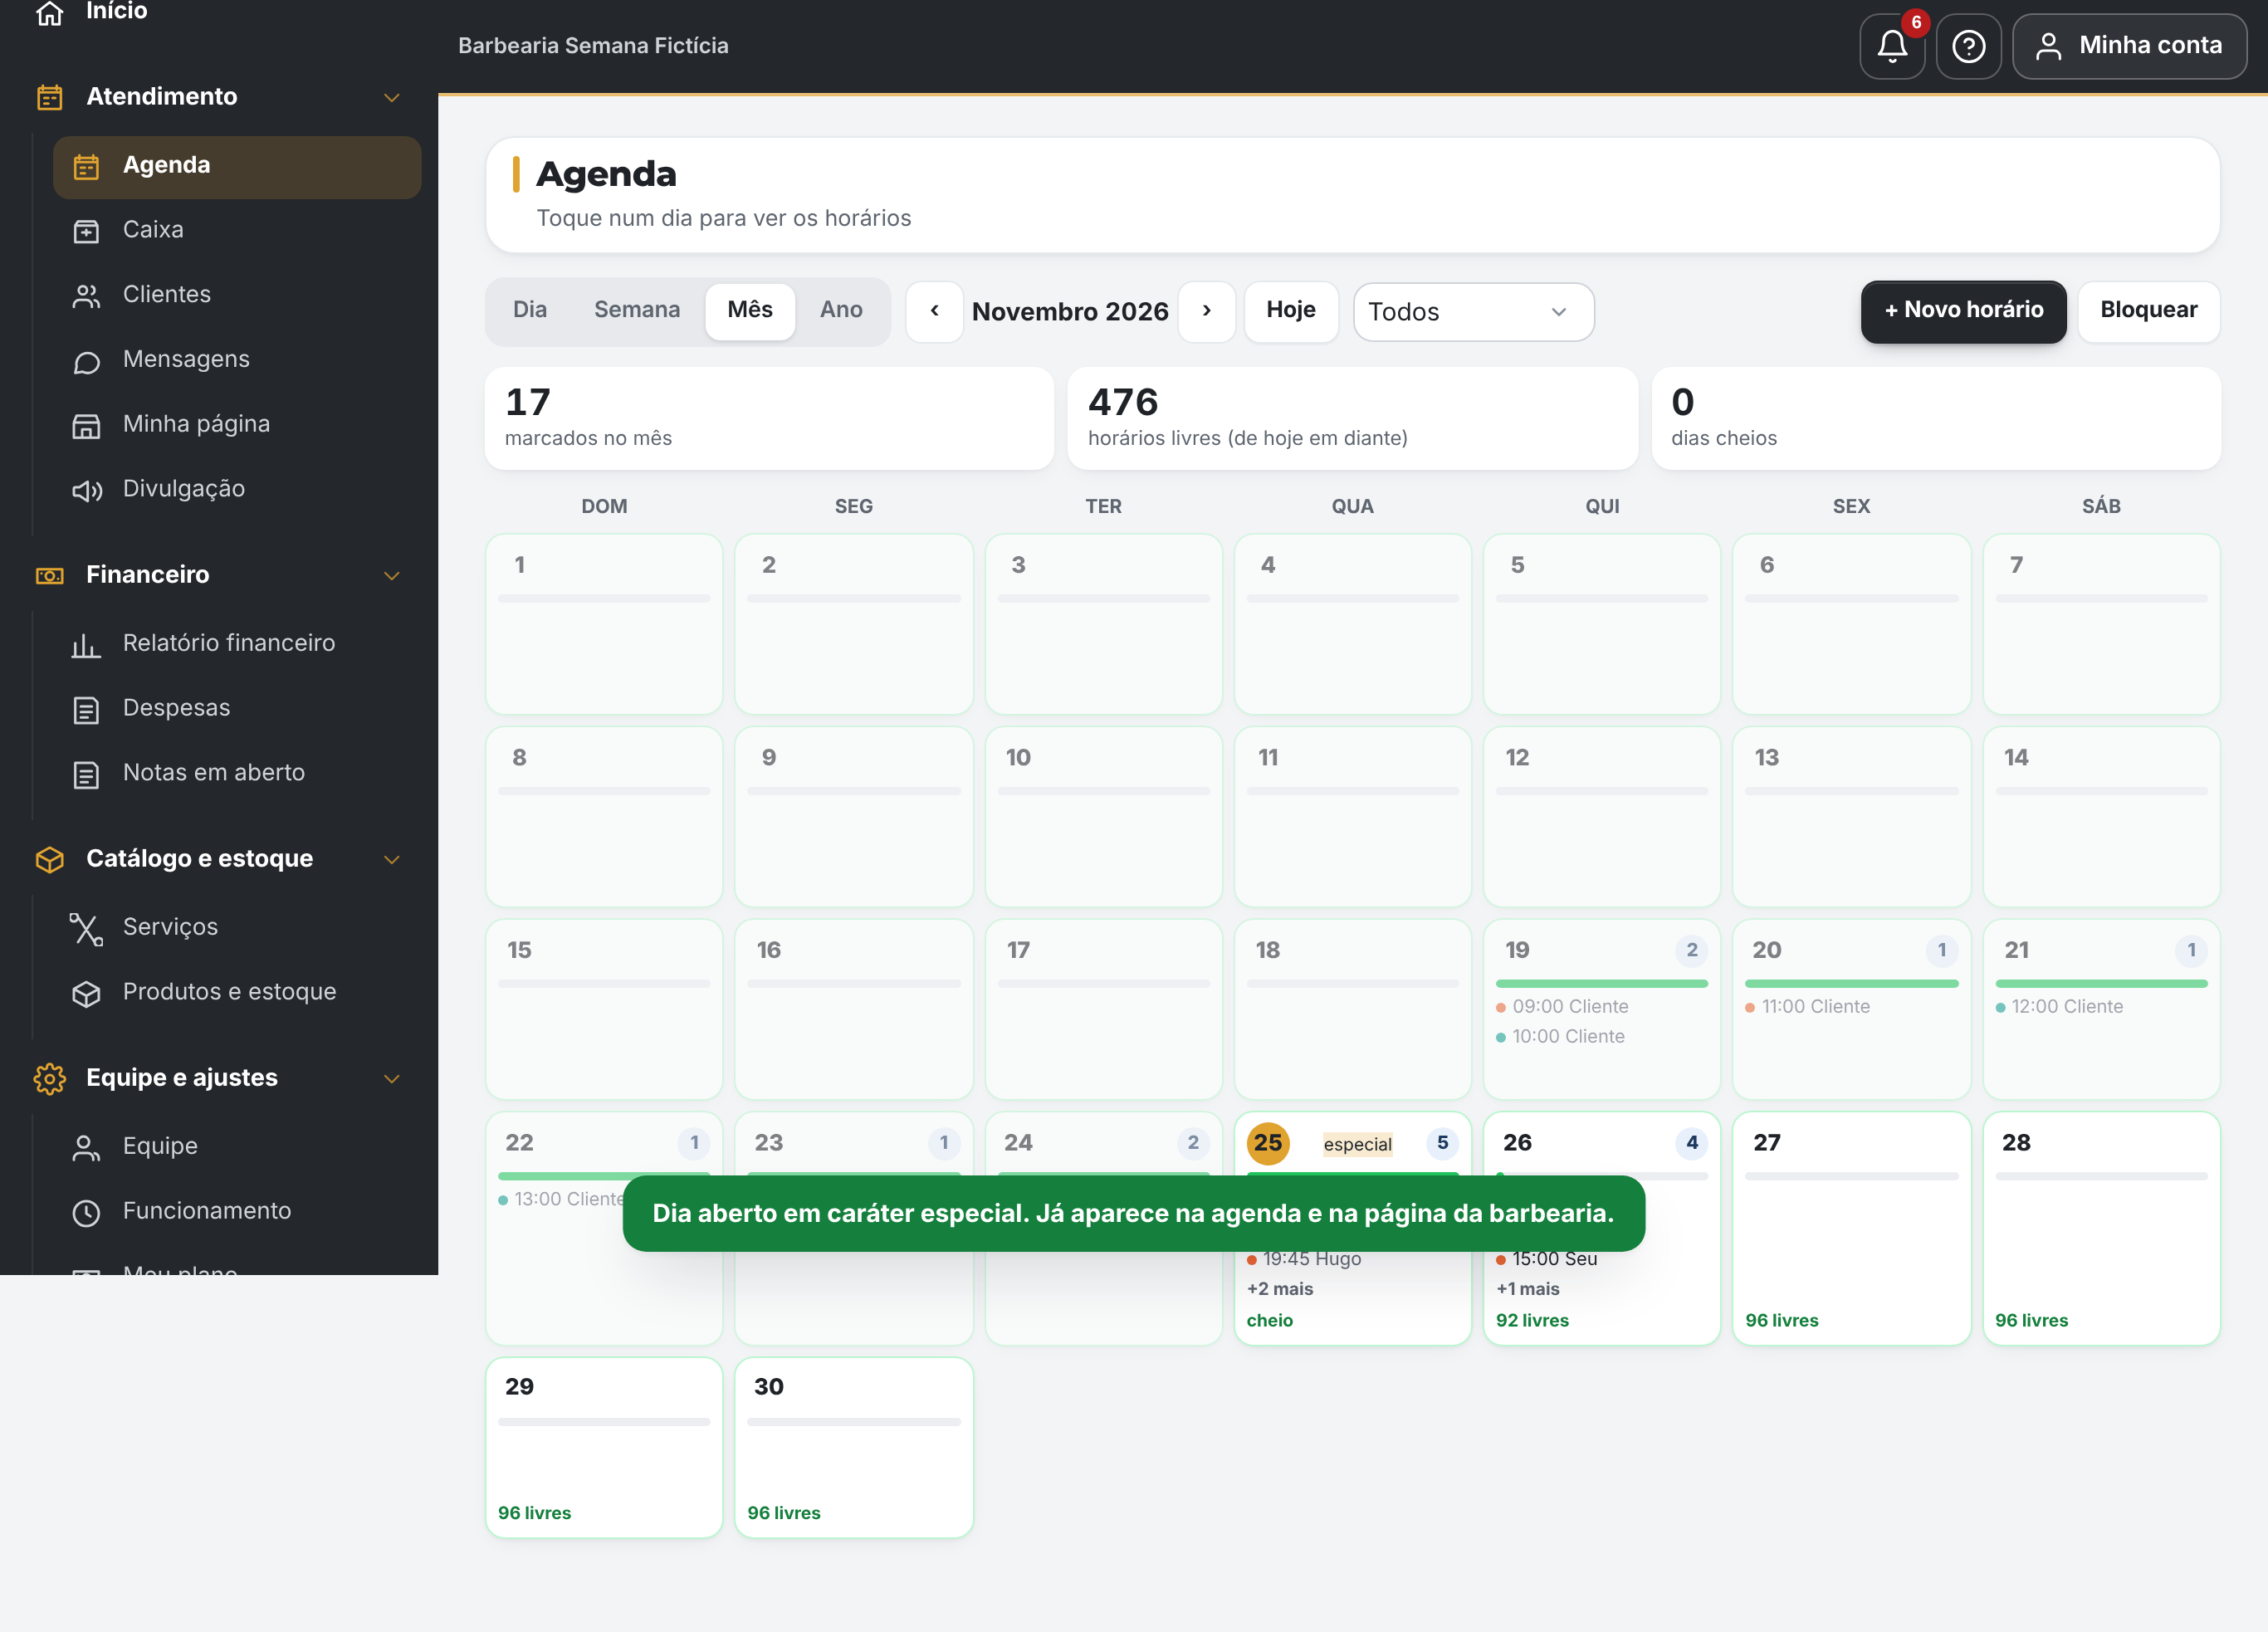 Início
Barbearia Semana Fictícia
6
Minha conta
Atendimento
Agenda
Caixa
Clientes
Mensagens
Minha página
Divulgação
Financeiro
Relatório financeiro
Despesas
Notas em aberto
Catálogo e estoque
Serviços
Produtos e estoque
Equipe e ajustes
Equipe
Funcionamento
Meu plano
Agenda
Toque num dia para ver os horários
Dia Semana Mês Ano ‹ Novembro 2026 › Hoje Todos + Novo horário Bloquear
17
marcados no mês
476
horários livres (de hoje em diante)
0
dias cheios
DOM SEG TER QUA QUI SEX SÁB
1 2 3 4 5 6 7
8 9 10 11 12 13 14
15 16 17 18 19 2 20 1 21 1
09:00 Cliente 11:00 Cliente 12:00 Cliente
10:00 Cliente
22 1 23 1 24 2 25 especial 5 26 4 27 28
13:00 Cliente
Dia aberto em caráter especial. Já aparece na agenda e na página da barbearia.
19:45 Hugo 15:00 Seu
+2 mais +1 mais
cheio 92 livres 96 livres 96 livres
29 30
96 livres 96 livres